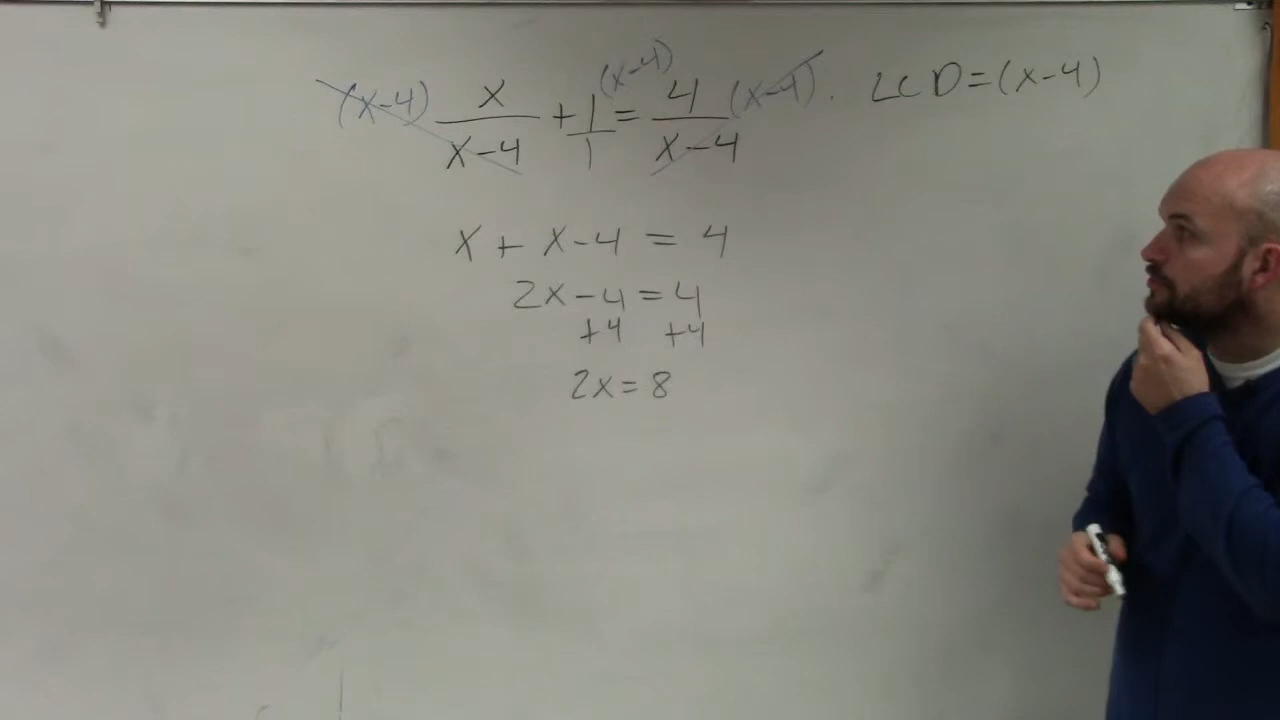 (x-4) x/(x-4) + 1/1 (x-4) = 4/(x-4) (x-4) . LCD=(x-4)
x + x-4 = 4
2x-4=4
+4 +4
2x=8